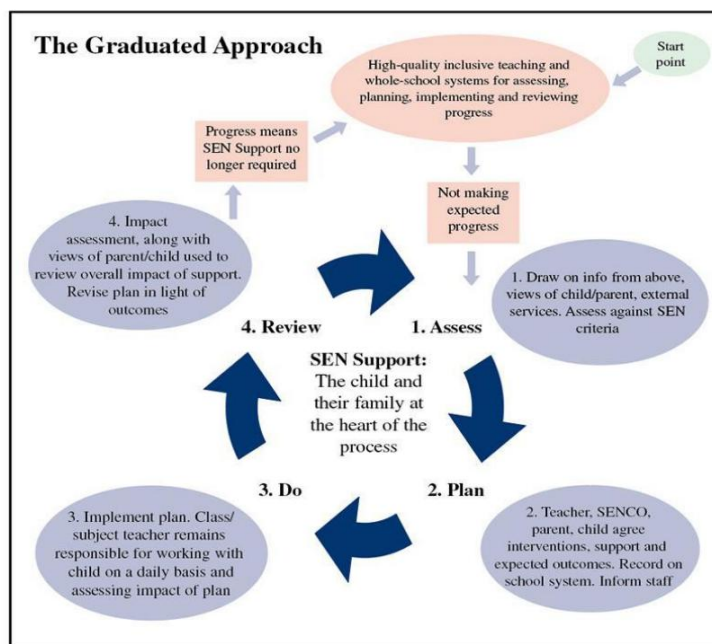 The Graduated Approach
Start
point
High-quality inclusive teaching and
whole-school systems for assessing,
planning, implementing and reviewing
progress
Progress means
SEN Support no
longer required
Not making
expected
progress
4. Impact
assessment, along with
views of parent/child used to
review overall impact of support.
Revise plan in light of
outcomes
1. Draw on info from above,
views of child/parent, external
services. Assess against SEN
criteria
4. Review
1. Assess
SEN Support:
The child and
their family at
the heart of the
process
3. Do
2. Plan
3. Implement plan. Class/
subject teacher remains
responsible for working with
child on a daily basis and
assessing impact of plan
2. Teacher, SENCO,
parent, child agree
interventions, support and
expected outcomes. Record on
school system. Inform staff